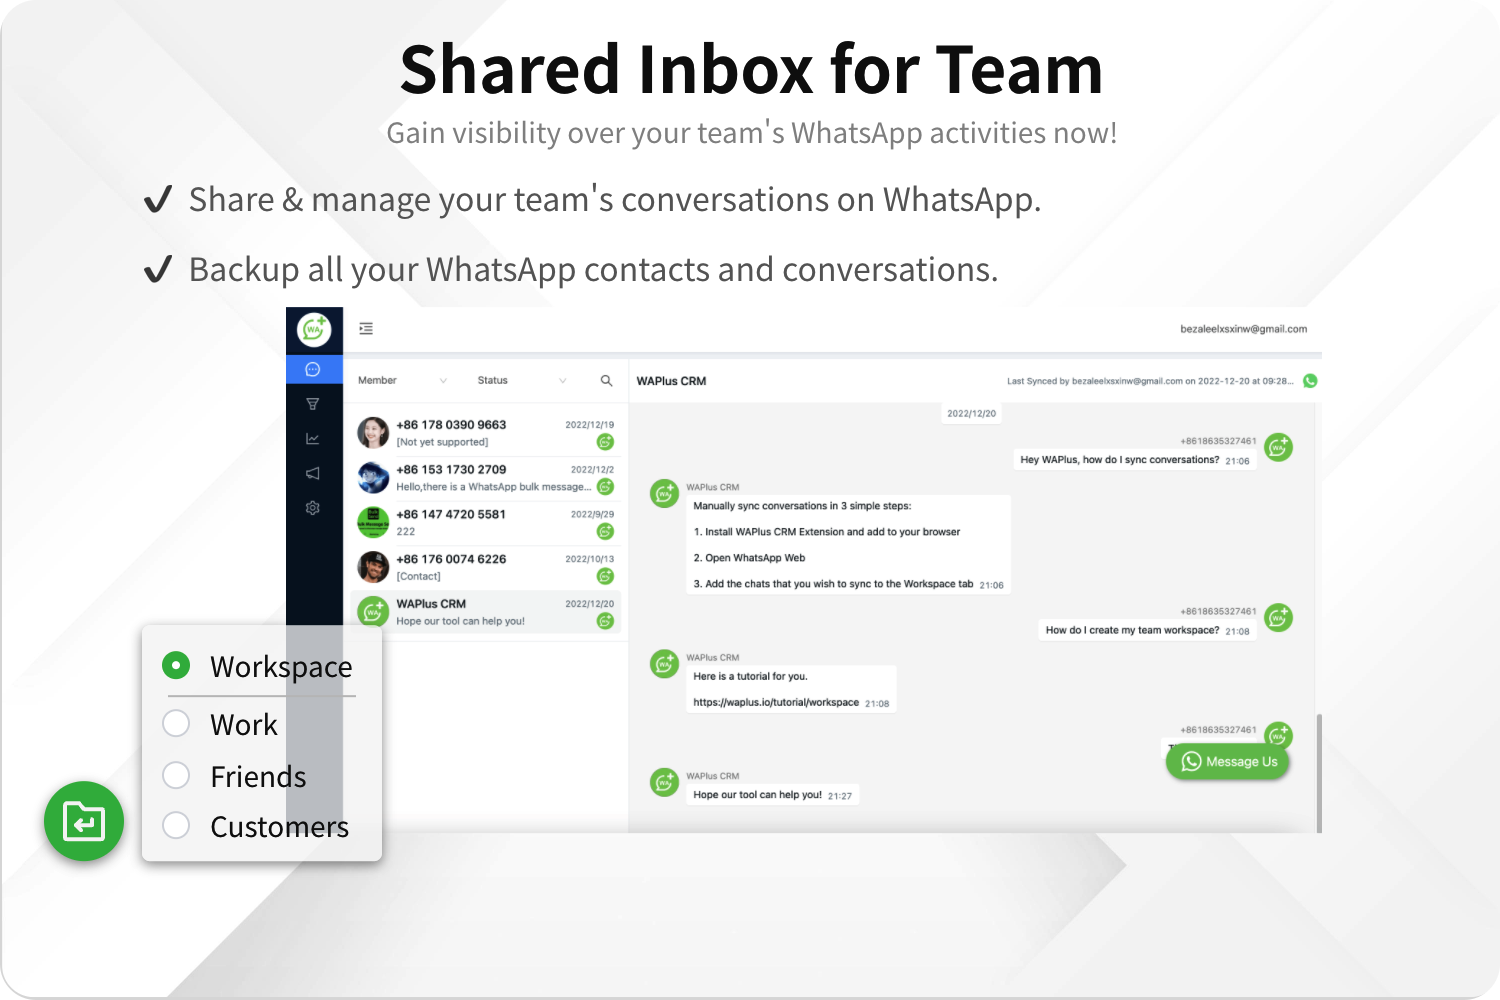 Shared Inbox for Team
Gain visibility over your team's WhatsApp activities now!
Share & manage your team's conversations on WhatsApp.
Backup all your WhatsApp contacts and conversations.
WA
bezaleelxsxinw@gmail.com
Member
Status
WAPlus CRM
Last Synced by bezaleelxsxinw@gmail.com on 2022-12-20 at 09:28...
+86 178 0390 9663
2022/12/19
[Not yet supported]
+86 153 1730 2709
2022/12/2
Hello,there is a WhatsApp bulk message...
+86 147 4720 5581
2022/9/29
222
+86 176 0074 6226
2022/10/13
[Contact]
WAPlus CRM
2022/12/20
Hope our tool can help you!
2022/12/20
+8618635327461
Hey WAPlus, how do I sync conversations? 21:06
WAPlus CRM
Manually sync conversations in 3 simple steps:
1. Install WAPlus CRM Extension and add to your browser
2. Open WhatsApp Web
3. Add the chats that you wish to sync to the Workspace tab 21:06
+8618635327461
How do I create my team workspace? 21:08
WAPlus CRM
Here is a tutorial for you.
https://waplus.io/tutorial/workspace 21:08
+8618635327461
Message Us
WAPlus CRM
Hope our tool can help you! 21:27
Workspace
Work
Friends
Customers